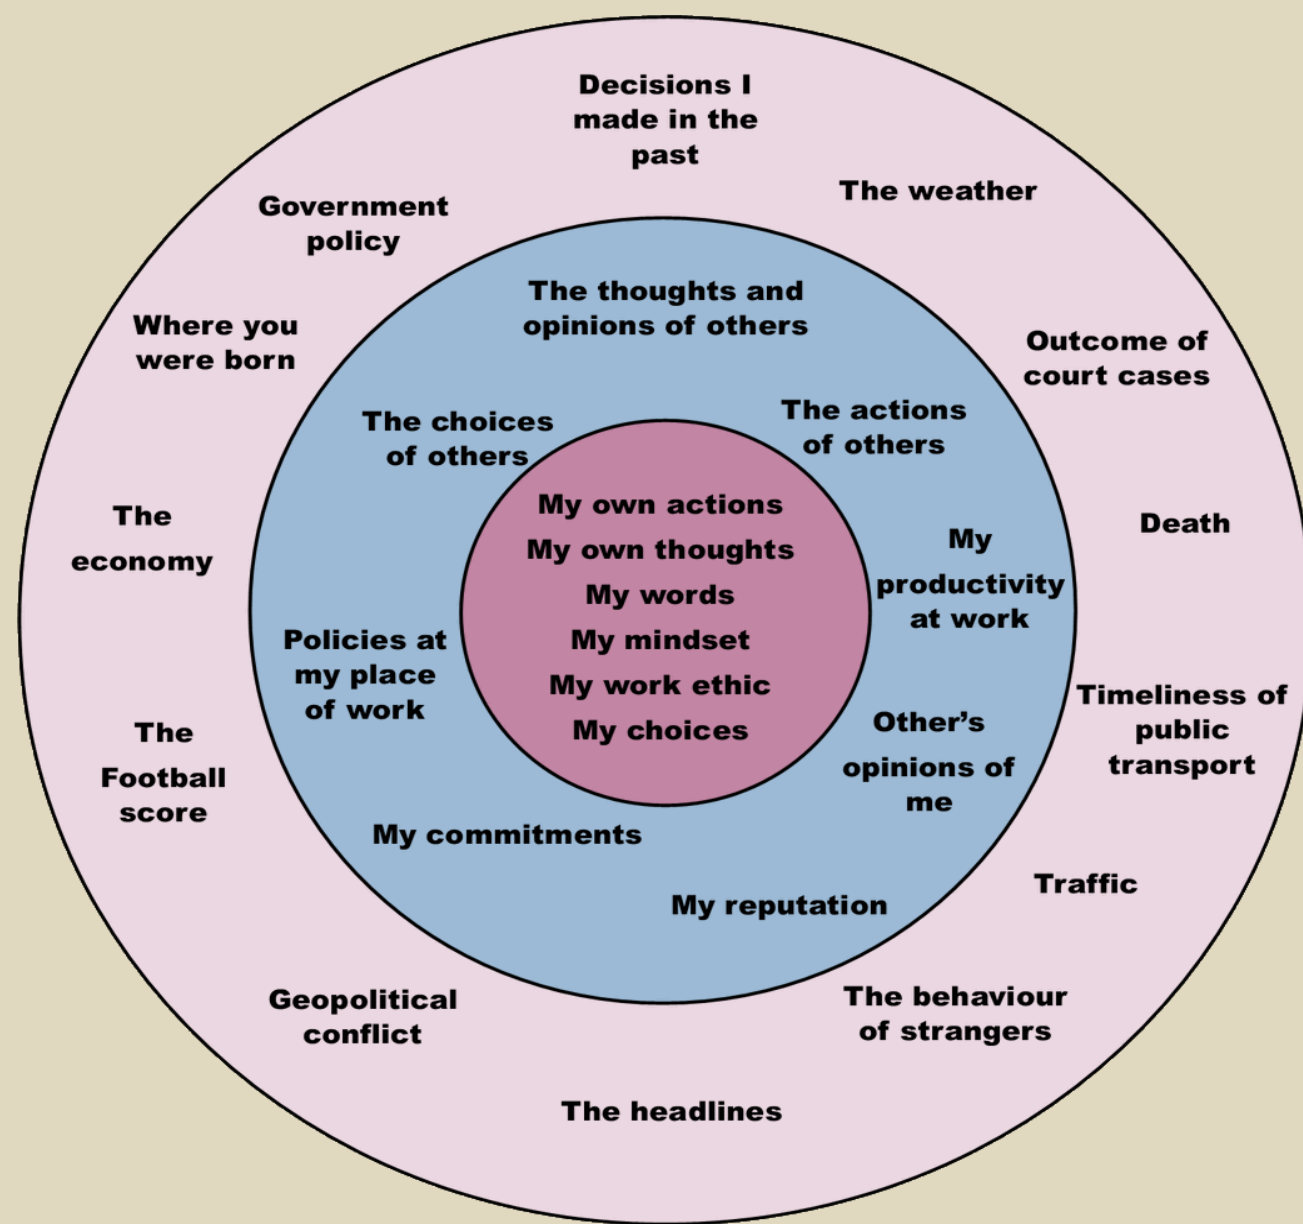 Decisions I
made in the
past
The weather
Government
policy
The thoughts and
opinions of others
Where you
were born
Outcome of
court cases
The choices
of others
The actions
of others
My own actions
My own thoughts
My words
My mindset
My work ethic
My choices
The
economy
Death
My
productivity
at work
Policies at
my place
of work
Timeliness of
public
transport
The
Football
score
Other’s
opinions of
me
My commitments
Traffic
My reputation
Geopolitical
conflict
The behaviour
of strangers
The headlines